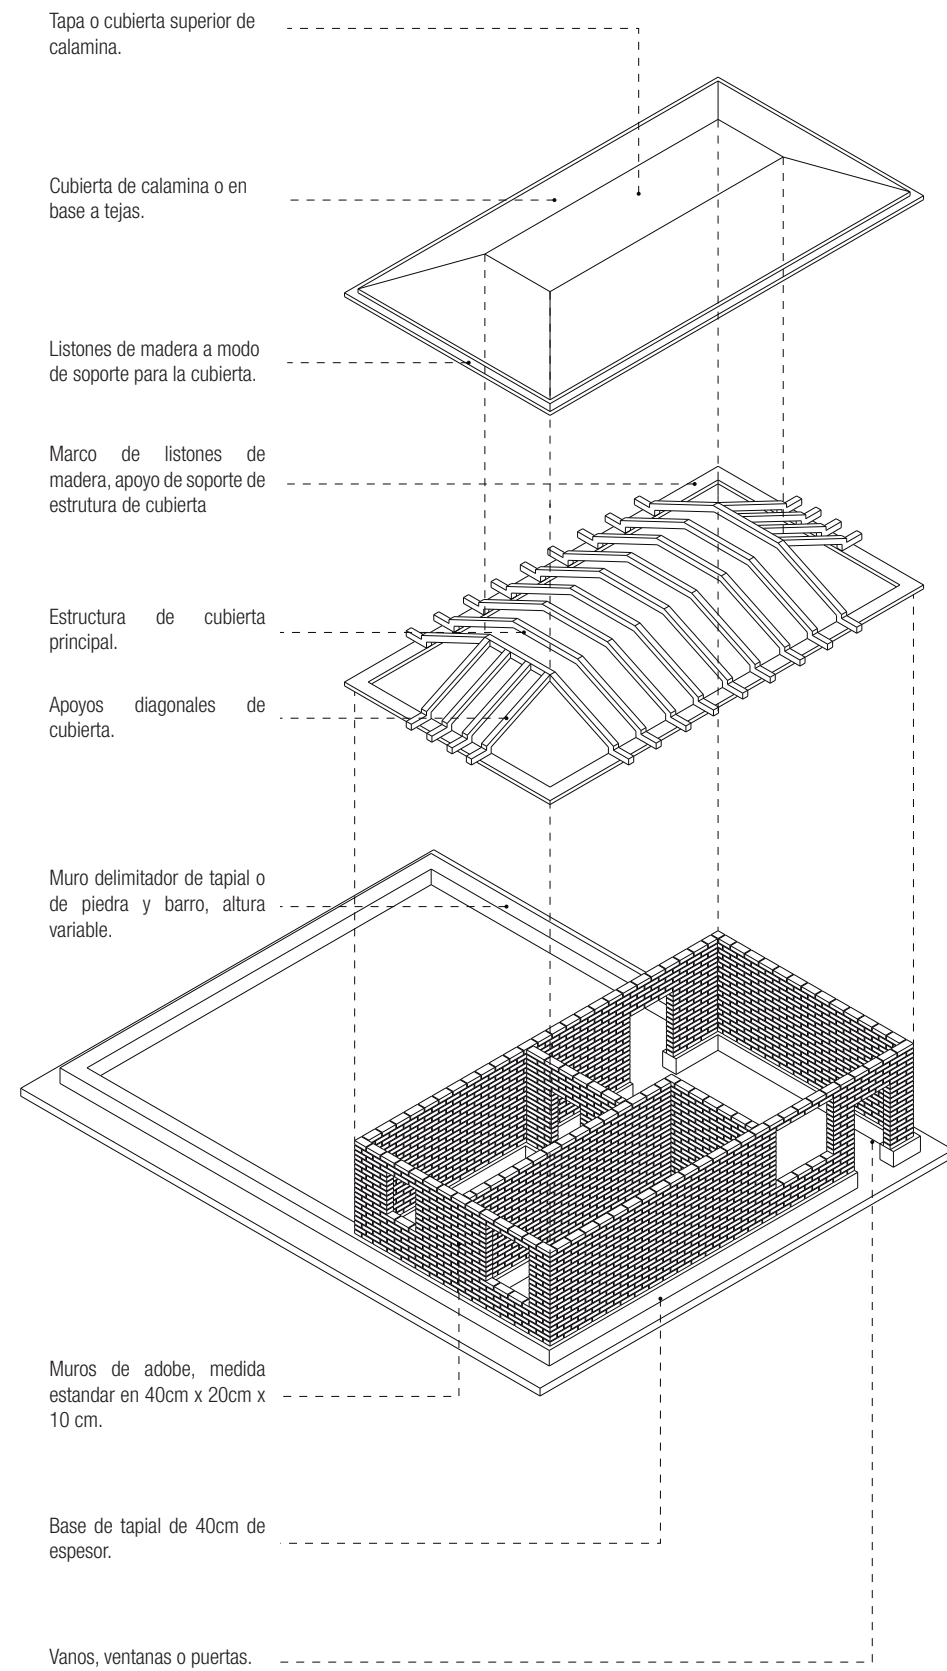 Tapa o cubierta superior de
calamina.
Cubierta de calamina o en
base a tejas.
Listones de madera a modo
de soporte para la cubierta.
Marco de listones de
madera, apoyo de soporte de
estrutura de cubierta
Estructura de cubierta
principal.
Apoyos diagonales de
cubierta.
Muro delimitador de tapial o
de piedra y barro, altura
variable.
Muros de adobe, medida
estandar en 40cm x 20cm x
10 cm.
Base de tapial de 40cm de
espesor.
Vanos, ventanas o puertas.